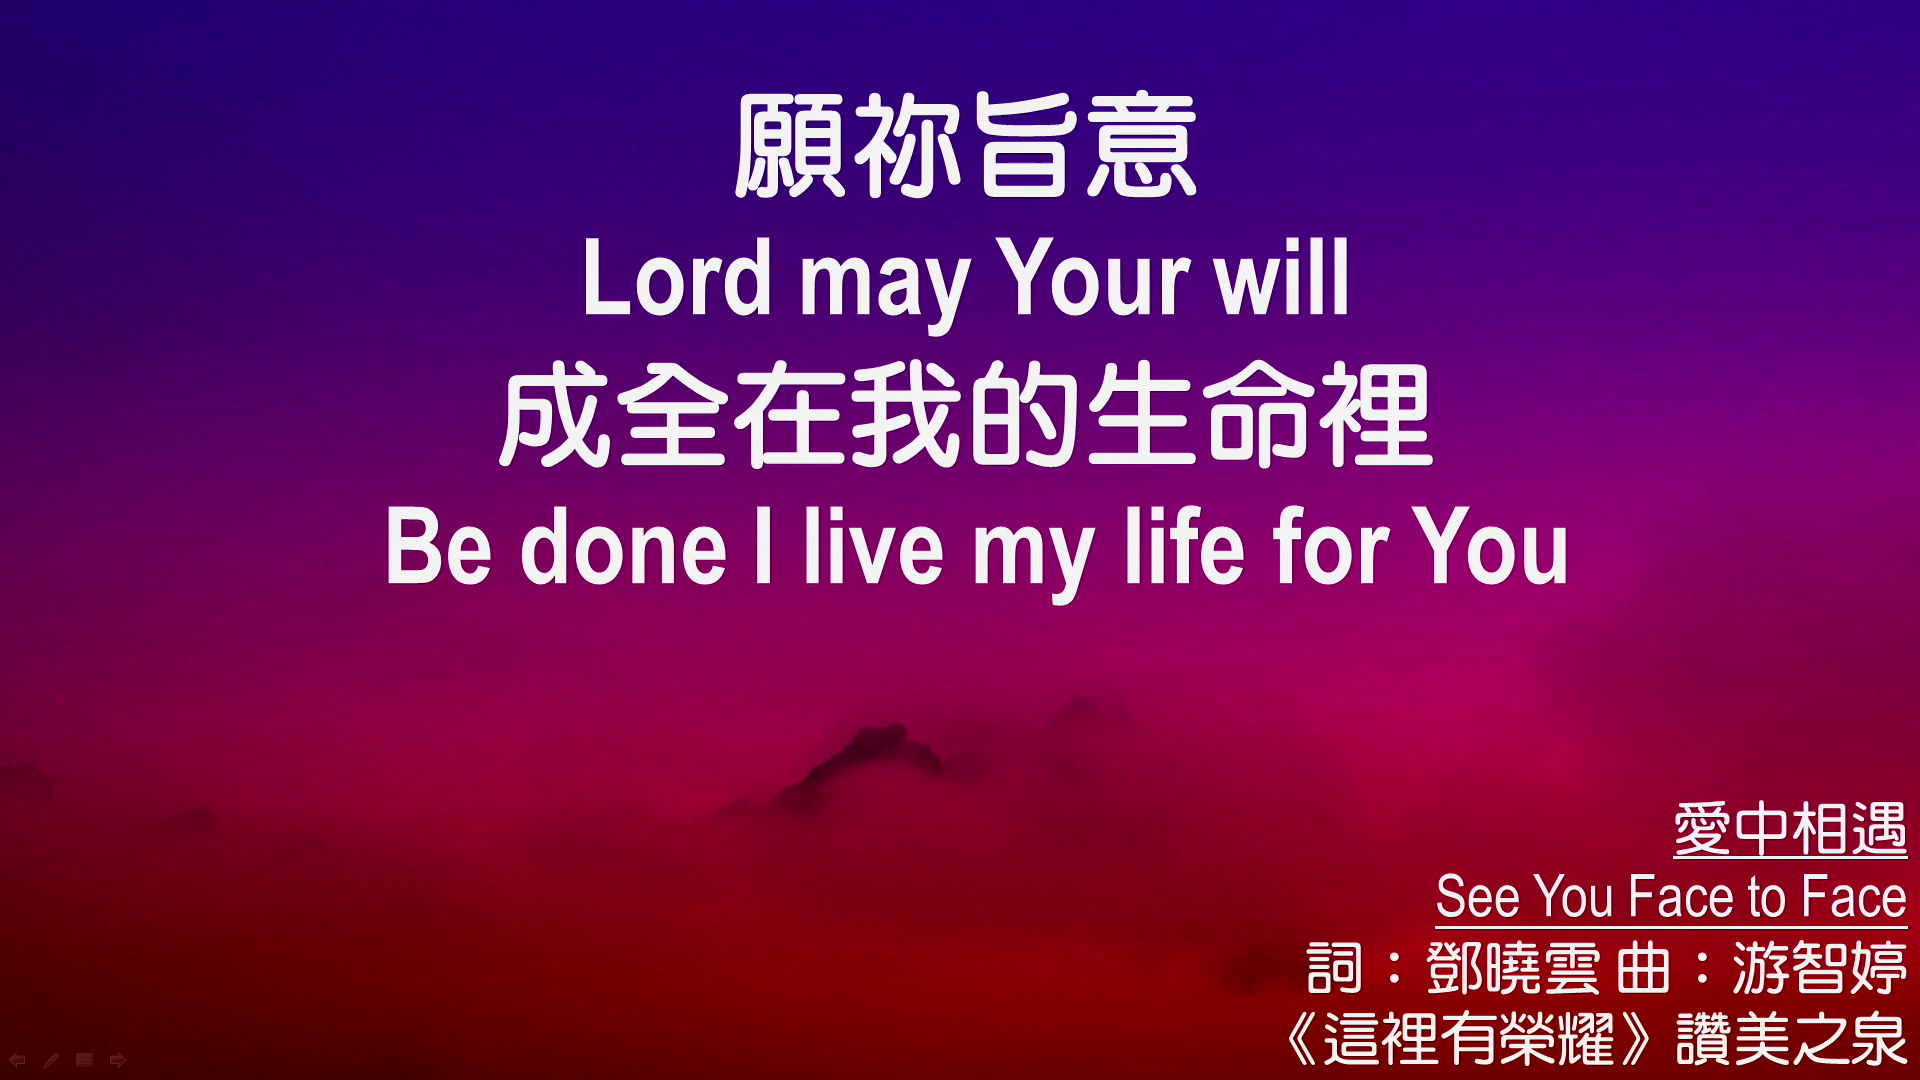 願祢旨意
Lord may Your will
成全在我的生命裡
Be done I live my life for You
愛中相遇
See You Face to Face
詞：鄧曉雲 曲：游智婷
《這裡有榮耀》讚美之泉